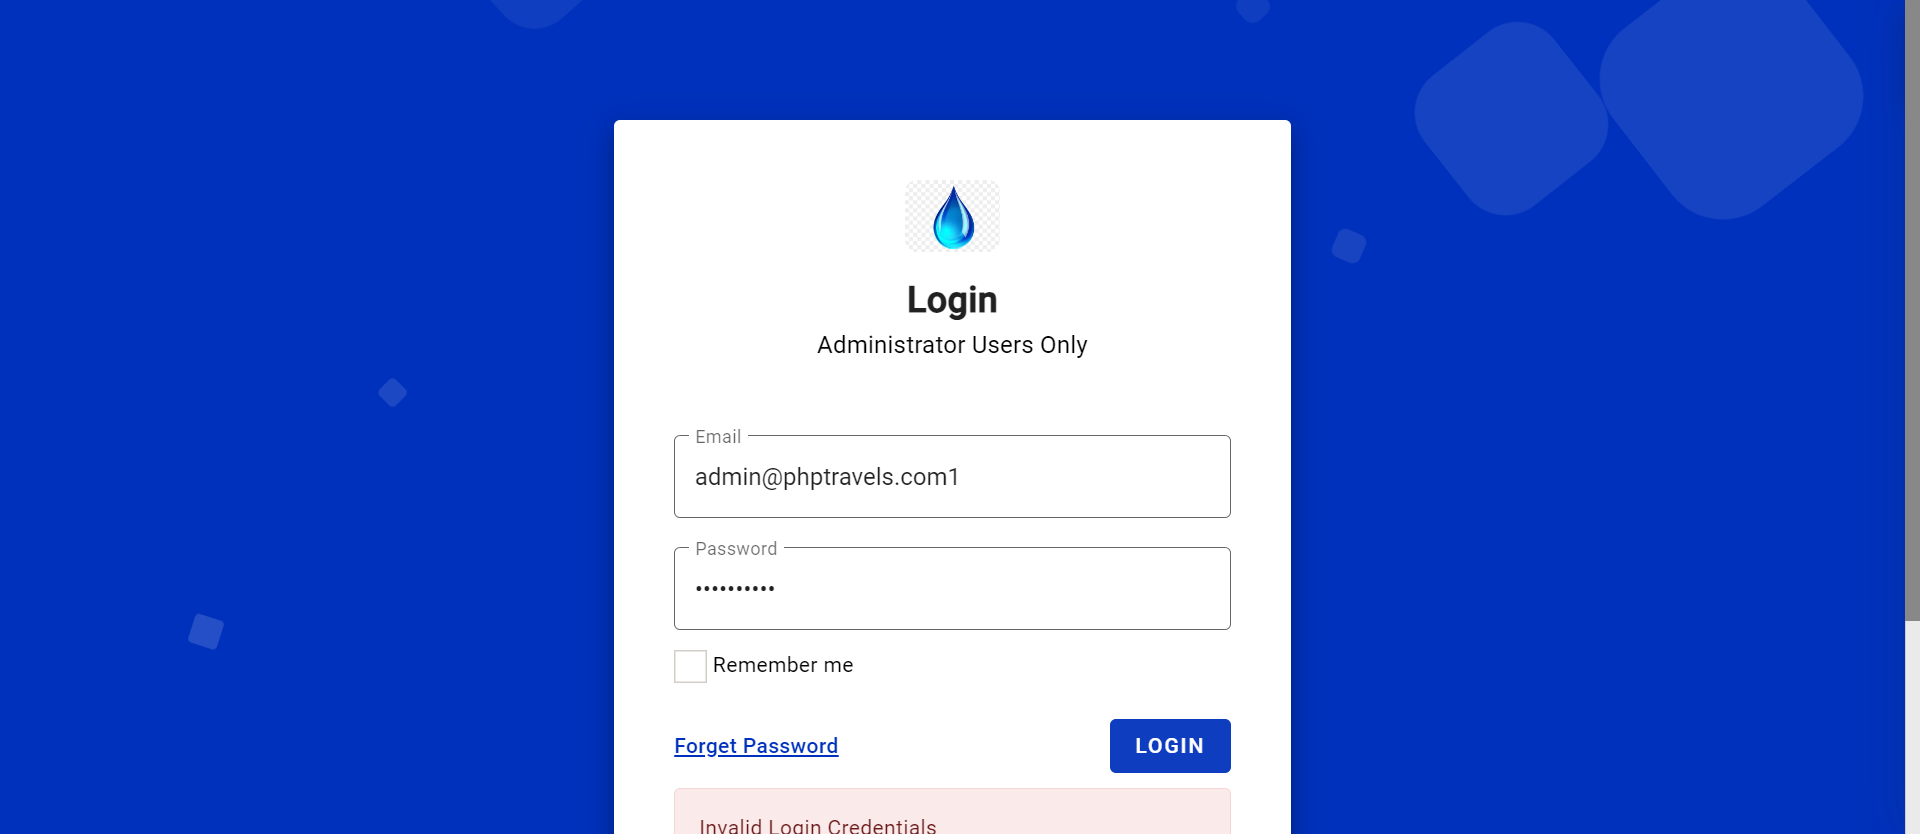 Login
Administrator Users Only
Email
admin@phptravels.com1
Password
••••••••••
Remember me
Forget Password
LOGIN
Invalid Login Credentials